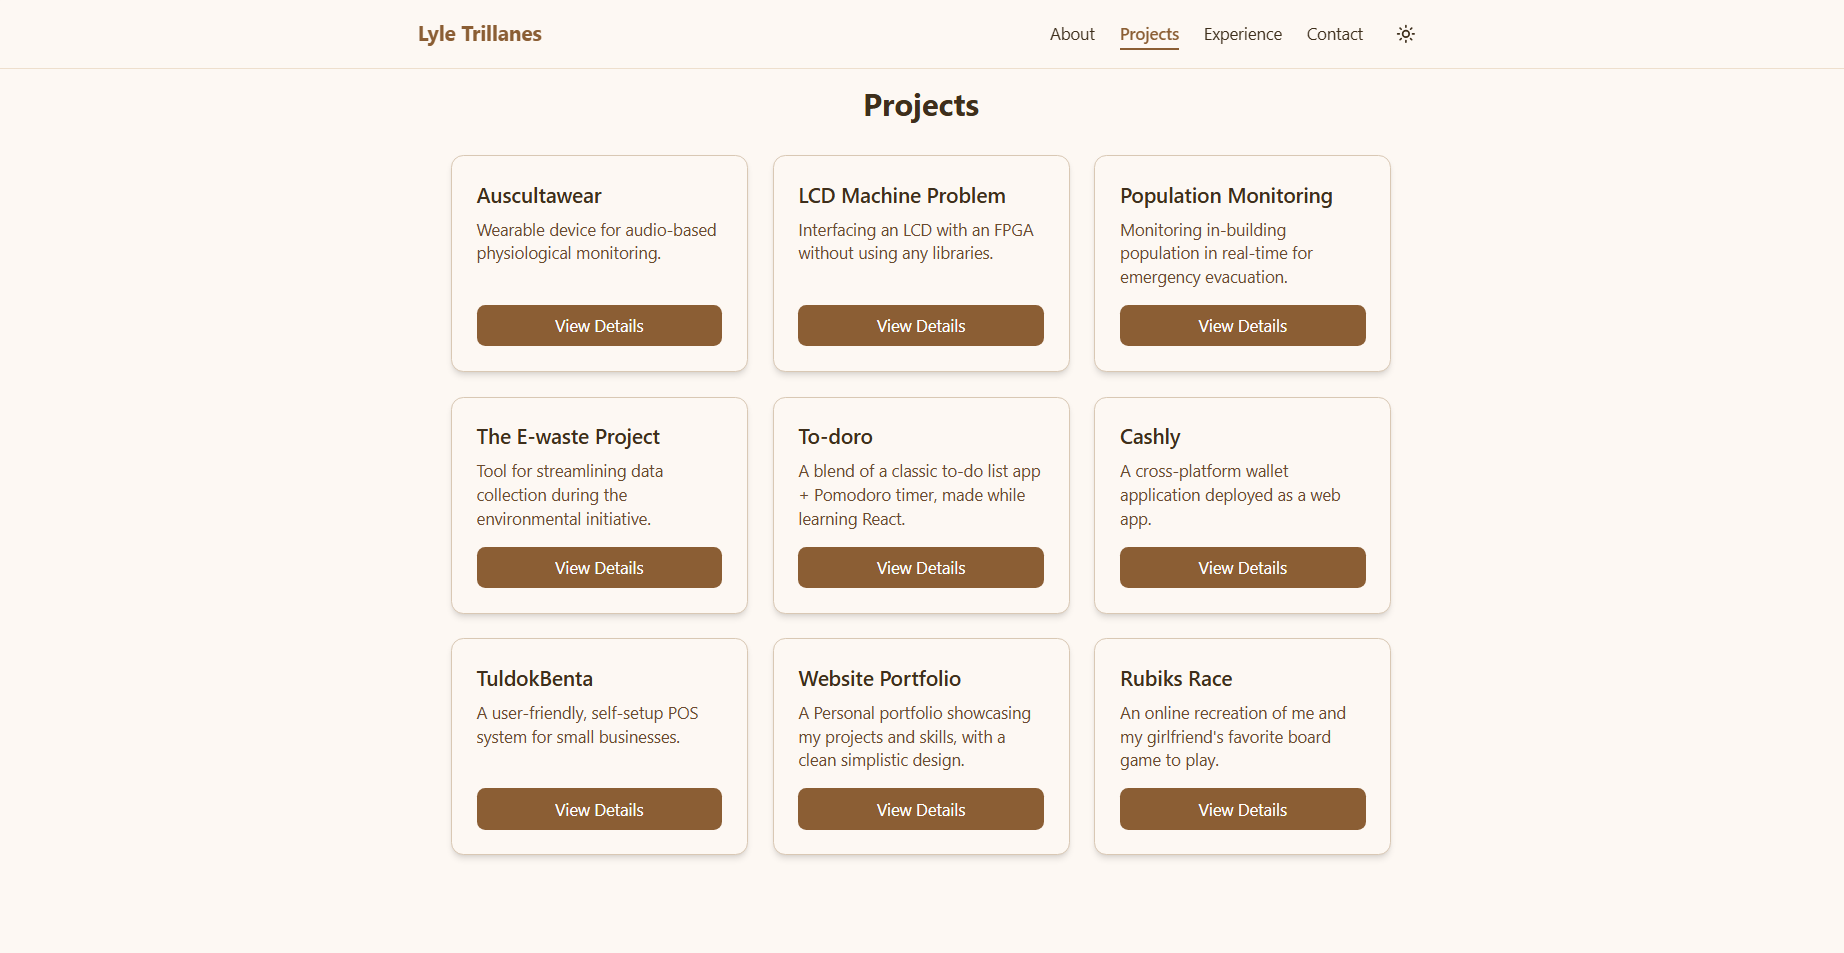 Lyle Trillanes
About Projects Experience Contact
Projects
Auscultawear
Wearable device for audio-based
physiological monitoring.
View Details
LCD Machine Problem
Interfacing an LCD with an FPGA
without using any libraries.
View Details
Population Monitoring
Monitoring in-building
population in real-time for
emergency evacuation.
View Details
The E-waste Project
Tool for streamlining data
collection during the
environmental initiative.
View Details
To-doro
A blend of a classic to-do list app
+ Pomodoro timer, made while
learning React.
View Details
Cashly
A cross-platform wallet
application deployed as a web
app.
View Details
TuldokBenta
A user-friendly, self-setup POS
system for small businesses.
View Details
Website Portfolio
A Personal portfolio showcasing
my projects and skills, with a
clean simplistic design.
View Details
Rubiks Race
An online recreation of me and
my girlfriend's favorite board
game to play.
View Details